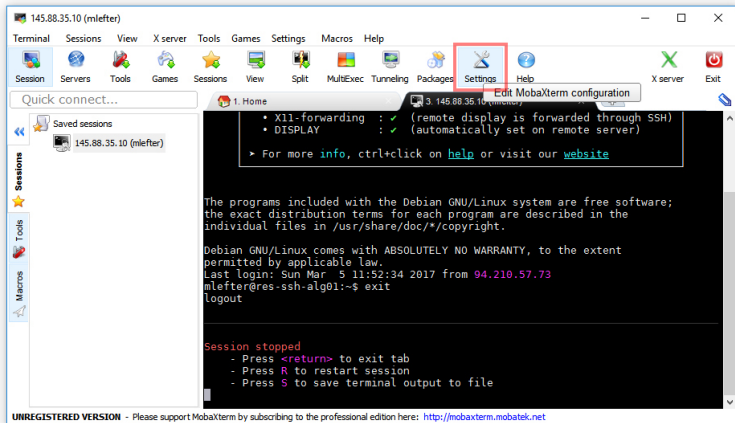 145.88.35.10 (mlefter)
Terminal Sessions View X server Tools Games Settings Macros Help
Session Servers Tools Games Sessions View Split MultiExec Tunneling Packages Settings Help X server Exit
Edit MobaXterm configuration
Quick connect...
1. Home
3. 145.88.35.10 (mlefter)
Saved sessions
145.88.35.10 (mlefter)
Sessions
Tools
Macros
• X11-forwarding : ✔ (remote display is forwarded through SSH)
• DISPLAY : ✔ (automatically set on remote server)
➤ For more info, ctrl+click on help or visit our website
The programs included with the Debian GNU/Linux system are free software;
the exact distribution terms for each program are described in the
individual files in /usr/share/doc/*/copyright.
Debian GNU/Linux comes with ABSOLUTELY NO WARRANTY, to the extent
permitted by applicable law.
Last login: Sun Mar 5 11:52:34 2017 from 94.210.57.73
mlefter@res-ssh-alg01:~$ exit
logout
Session stopped
- Press <return> to exit tab
- Press R to restart session
- Press S to save terminal output to file
UNREGISTERED VERSION - Please support MobaXterm by subscribing to the professional edition here: http://mobaxterm.mobatek.net